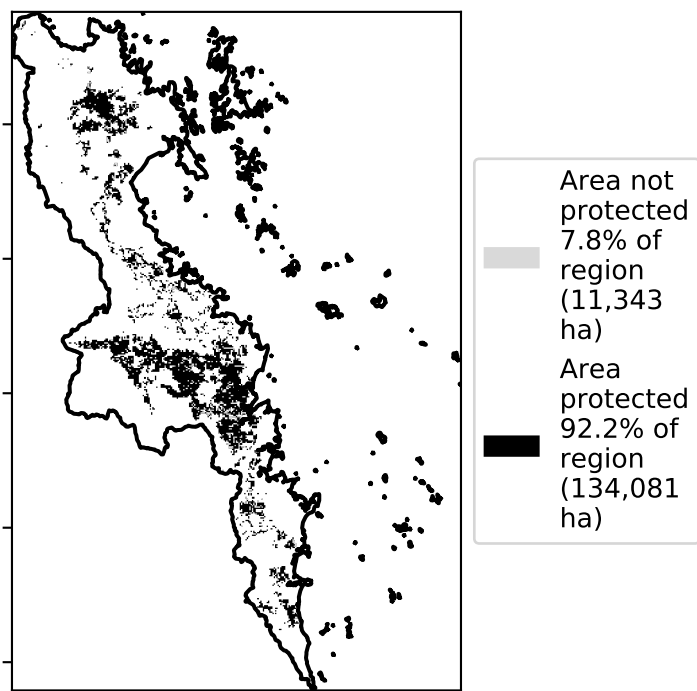 Area not
protected
7.8% of
region
(11,343
ha)
Area
protected
92.2% of
region
(134,081
ha)